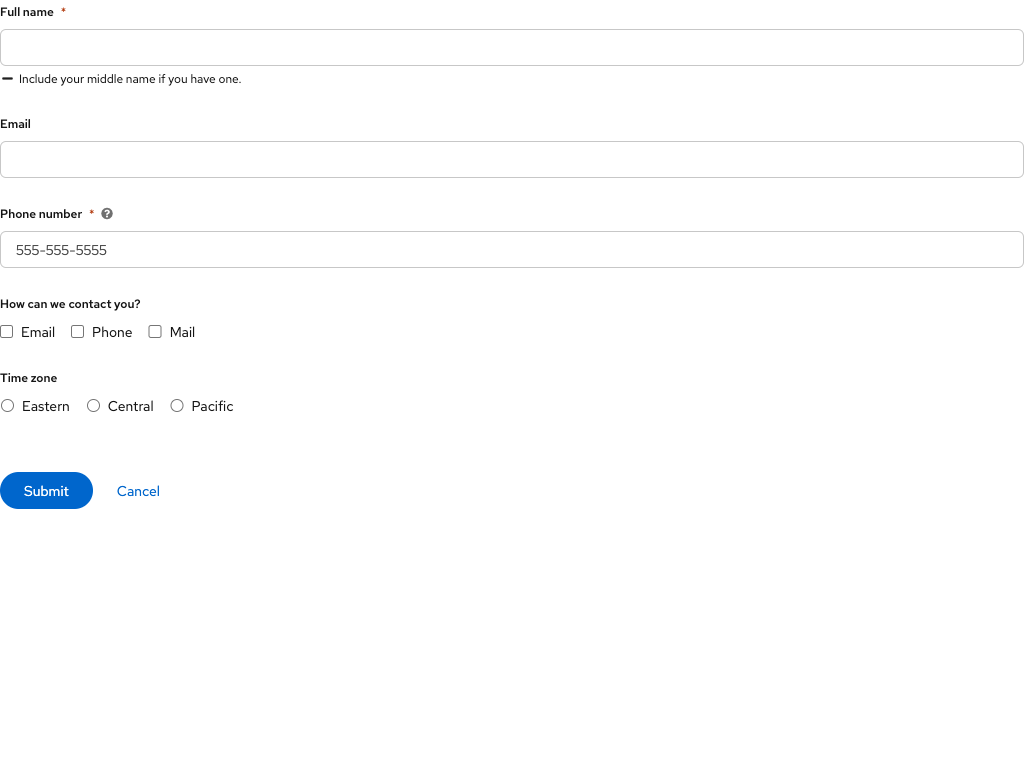 Full name *
Include your middle name if you have one.
Email
Phone number *
555-555-5555
How can we contact you?
Email Phone Mail
Time zone
Eastern Central Pacific
Submit Cancel